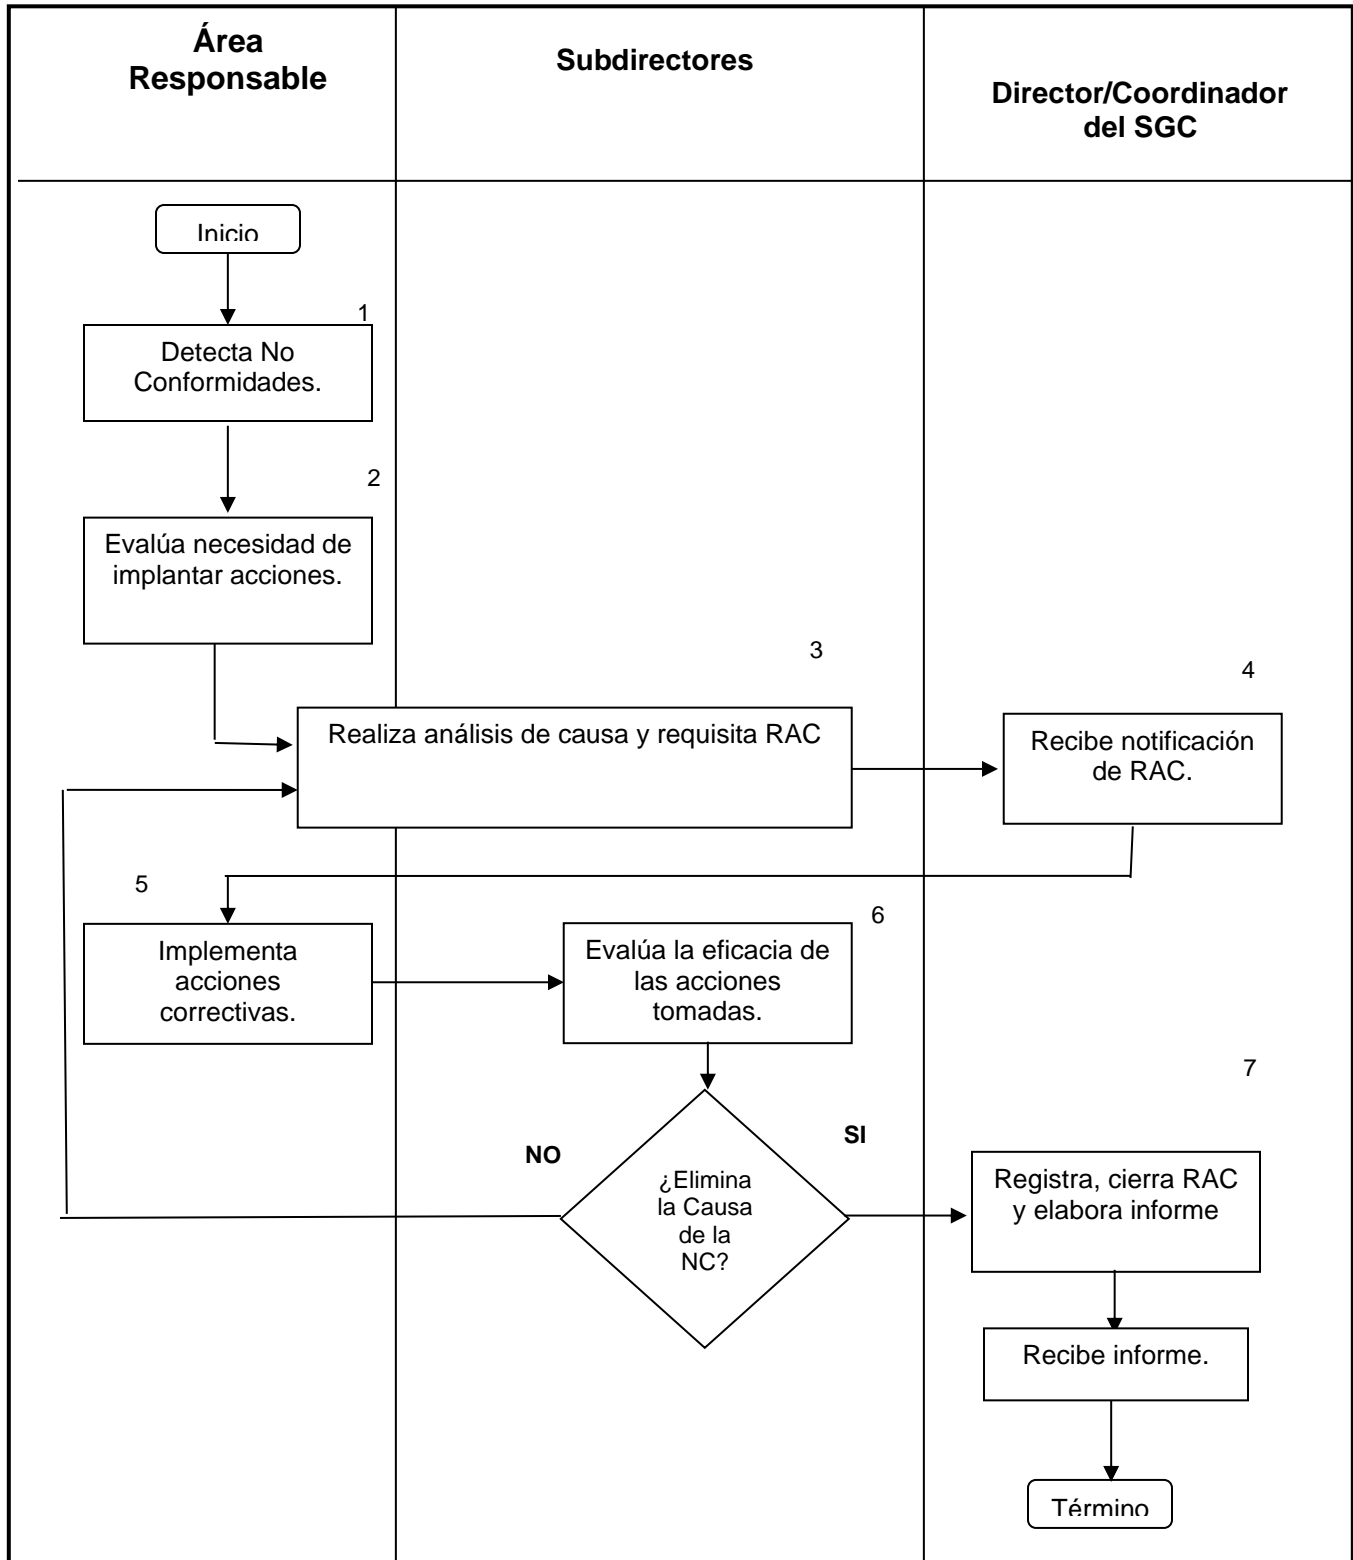 Área
Responsable
Subdirectores
Director/Coordinador
del SGC
Inicio
1
Detecta No
Conformidades.
2
Evalúa necesidad de
implantar acciones.
3
Realiza análisis de causa y requisita RAC
4
Recibe notificación
de RAC.
5
Implementa
acciones
correctivas.
6
Evalúa la eficacia de
las acciones
tomadas.
NO
SI
¿Elimina
la Causa
de la
NC?
7
Registra, cierra RAC
y elabora informe
Recibe informe.
Término